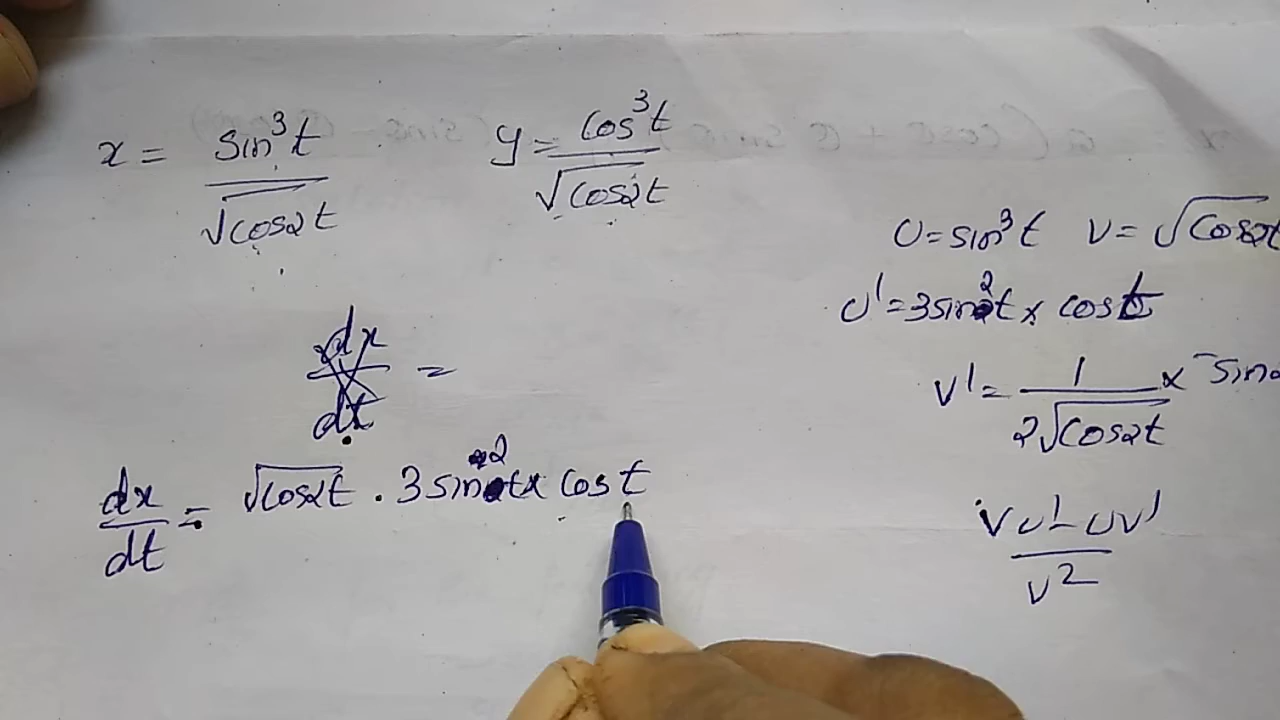 x = sin³t / √cos2t    y = cos³t / √cos2t
U = sin³t  V = √cos2t
U' = 3sin²t x cost
dx / dt =
V' = 1 / 2√cos2t x -sin2
dx / dt = √cos2t . 3sin²t x cost
VU' - UV' / V²